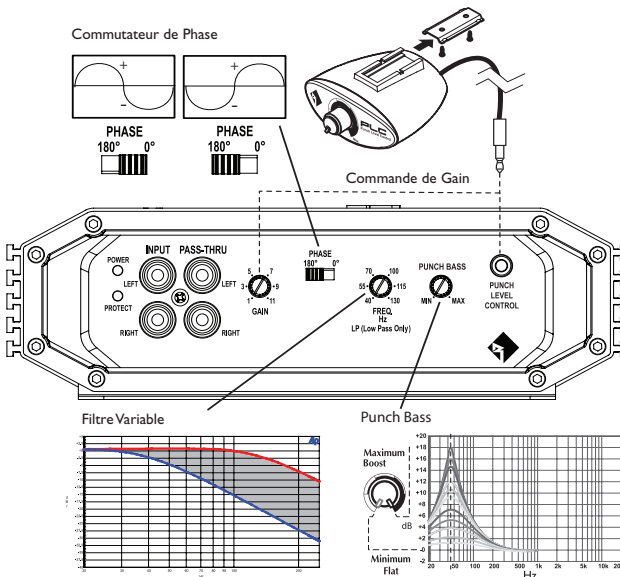 Commutateur de Phase
+
-
+
-
PHASE
180° 0°
PHASE
180° 0°
PLC
Commande de Gain
POWER
PROTECT
INPUT PASS-THRU
LEFT LEFT
RIGHT RIGHT
5 7
3 9
1 11
GAIN
PHASE
180° 0°
70 100
55 115
40 130
FREQ.
Hz
LP (Low Pass Only)
PUNCH BASS
MIN MAX
PUNCH
LEVEL
CONTROL
Filtre Variable
Punch Bass
Ap
Maximum
Boost
dB
Minimum
Flat
+20
+18
+16
+14
+12
+10
+8
+6
+4
+2
-0
-2
20 50 100 200 500 1k 2k 5k 10k 20
Hz